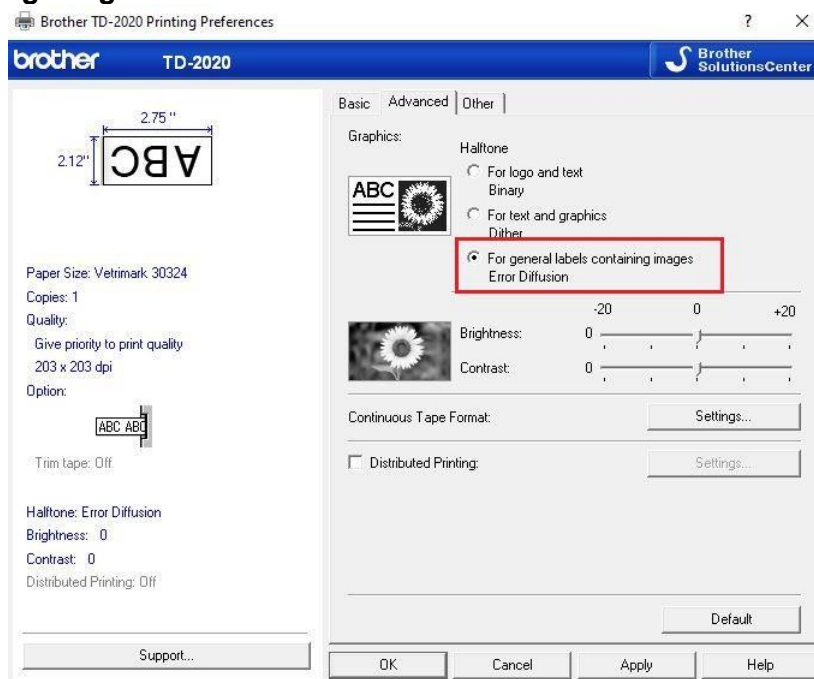 Brother TD-2020 Printing Preferences
? X
brother TD-2020
Brother
SolutionsCenter
2.75 "
2.12"
ABC
Paper Size: Vetrimark 30324
Copies: 1
Quality:
Give priority to print quality
203 x 203 dpi
Option:
ABC ABC
Trim tape: Off
Halftone: Error Diffusion
Brightness: 0
Contrast: 0
Distributed Printing: Off
Support...
Basic Advanced Other
Graphics:
Halftone
ABC
For logo and text
Binary
For text and graphics
Dither
For general labels containing images
Error Diffusion
-20 0 +20
Brightness: 0
Contrast: 0
Continuous Tape Format: Settings...
Distributed Printing: Settings...
Default
OK Cancel Apply Help